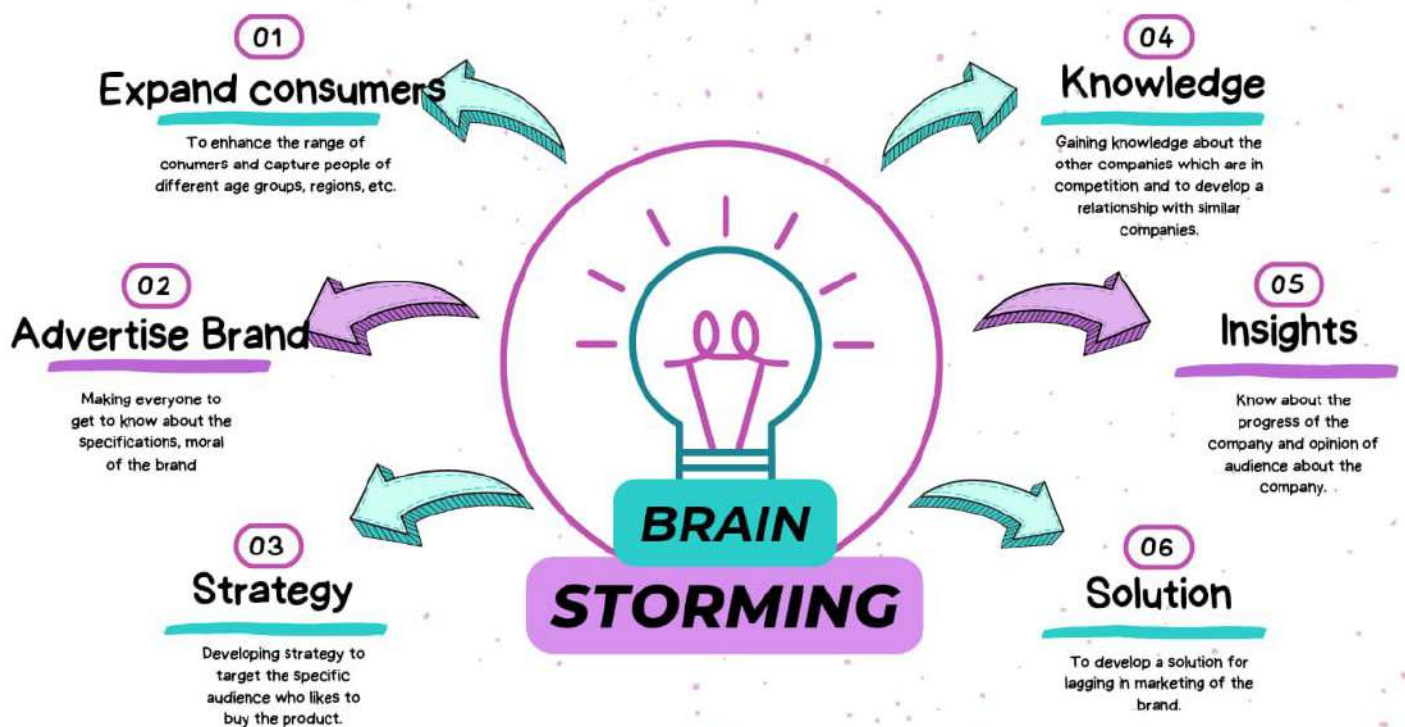 01
Expand consumers
To enhance the range of
conumers and capture people of
different age groups, regions, etc.
02
Advertise Brand
Making everyone to
get to know about the
specifications, moral
of the brand
03
Strategy
Developing strategy to
target the specific
audience who likes to
buy the product.
BRAIN
STORMING
04
Knowledge
Gaining knowledge about the
other companies which are in
competition and to develop a
relationship with similar
companies.
05
Insights
Know about the
progress of the
company and opinion of
audience about the
company.
06
Solution
To develop a solution for
lagging in marketing of the
brand.